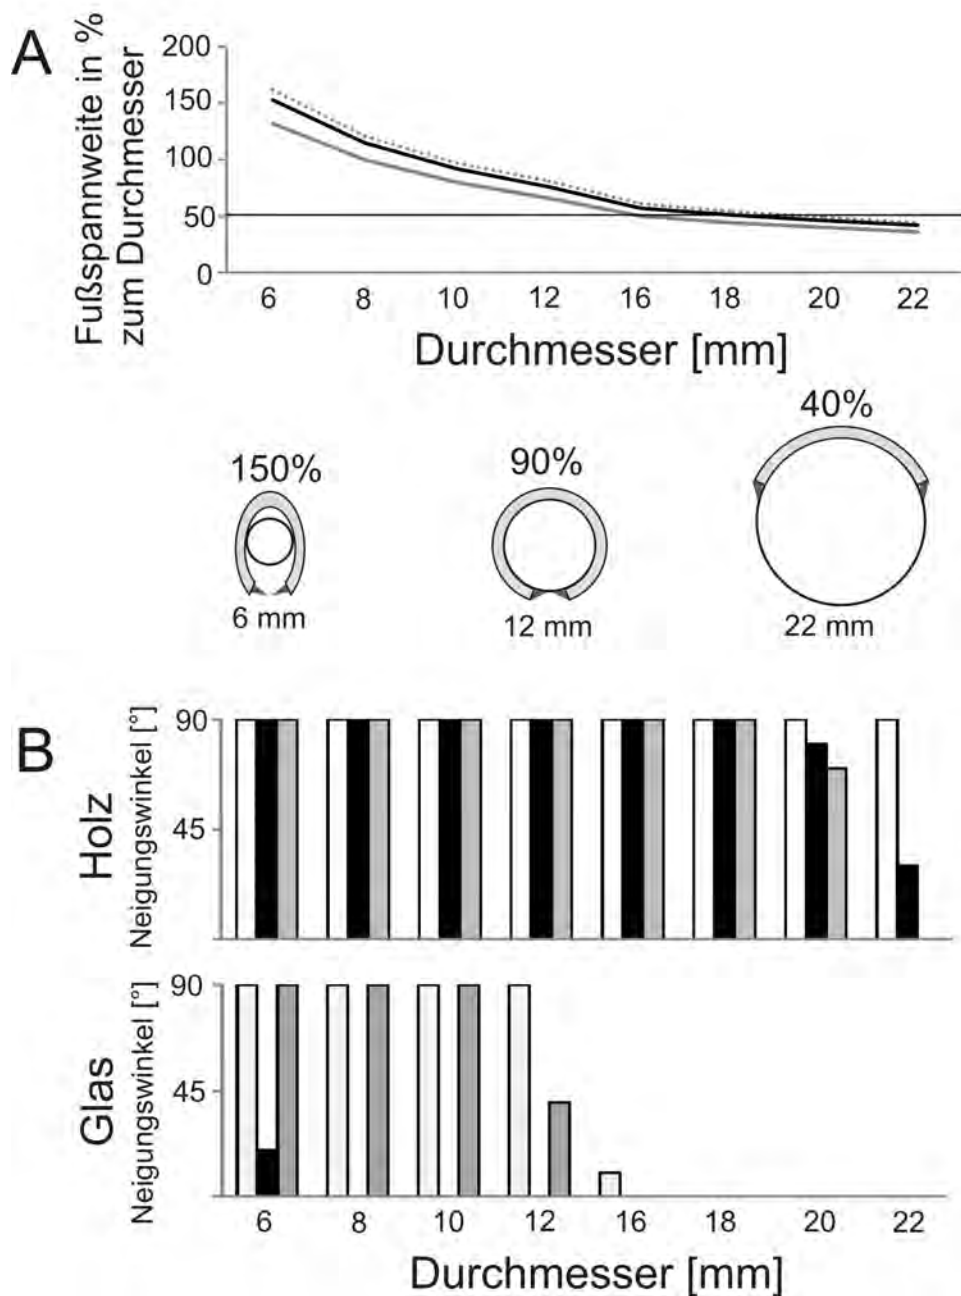 A
Fußspannweite in %
zum Durchmesser
200
150
100
50
0
6 8 10 12 16 18 20 22
Durchmesser [mm]
150%
90%
40%
6 mm
12 mm
22 mm
B
Holz
Neigungswinkel [°]
90
45
Glas
Neigungswinkel [°]
90
45
6 8 10 12 16 18 20 22
Durchmesser [mm]